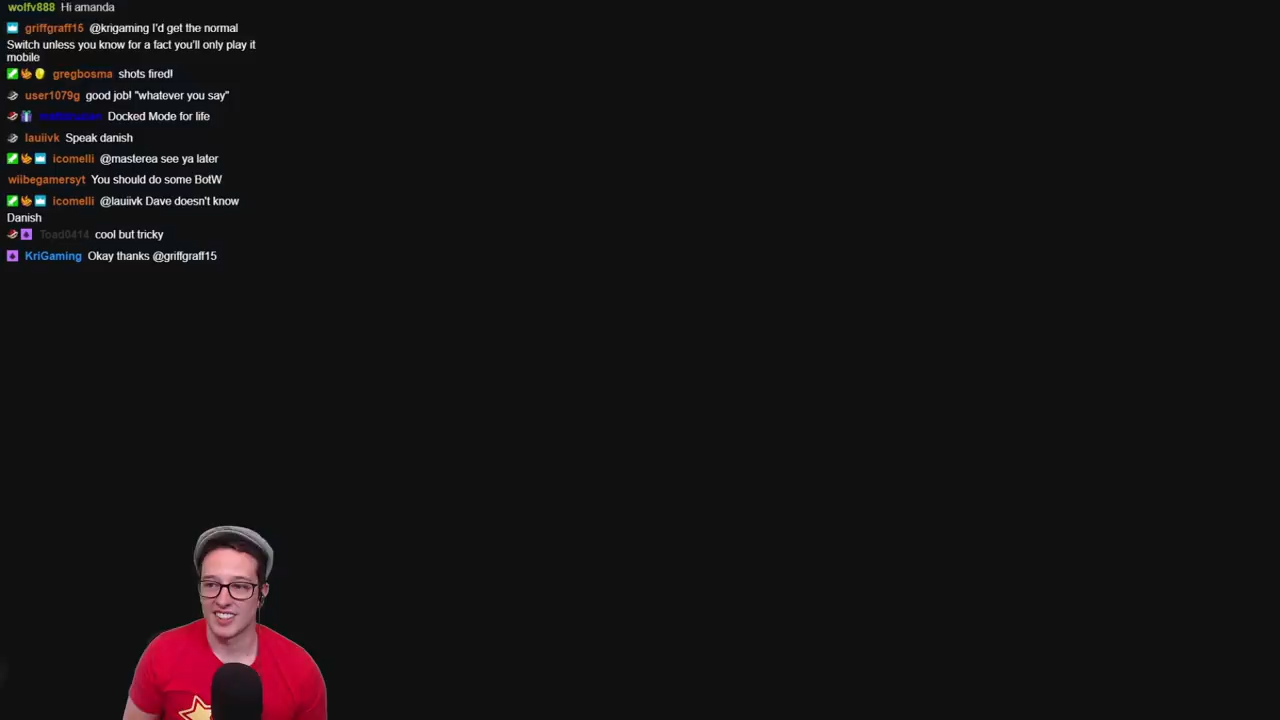 wolfv888 Hi amanda
griffgraff15 @krigaming I'd get the normal
Switch unless you know for a fact you'll only play it
mobile
gregbosma shots fired!
user1079g good job! "whatever you say"
Docked Mode for life
lauiivk Speak danish
icomelli @masterea see ya later
wiibegamersyt You should do some BotW
icomelli @lauiivk Dave doesn't know
Danish
Toad0414 cool but tricky
KriGaming Okay thanks @griffgraff15